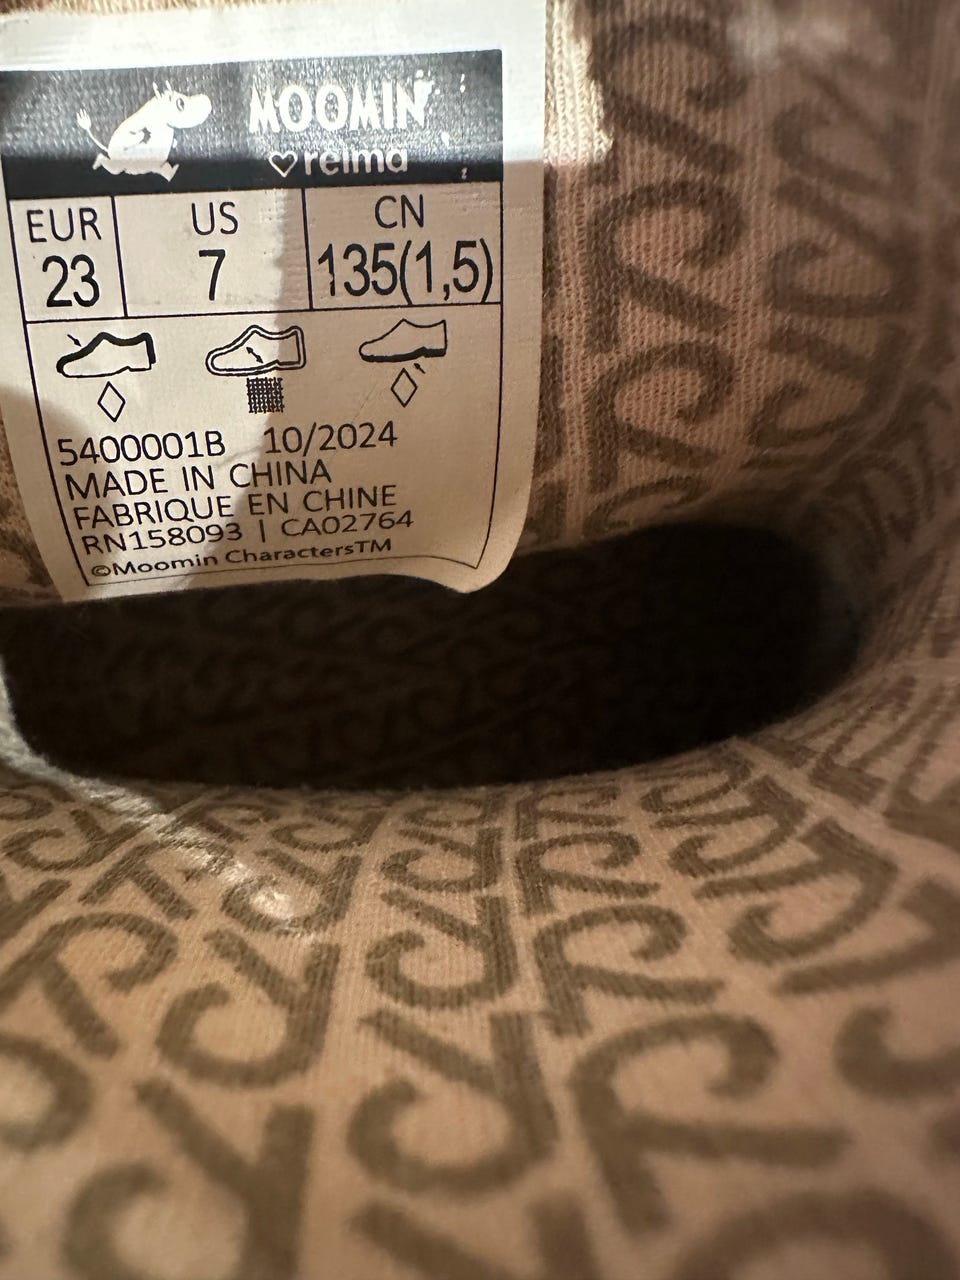 MOOMIN
♡ reima
EUR US CN
23 7 135(1,5)
5400001B 10/2024
MADE IN CHINA
FABRIQUE EN CHINE
RN158093 | CA02764
©Moomin CharactersTM